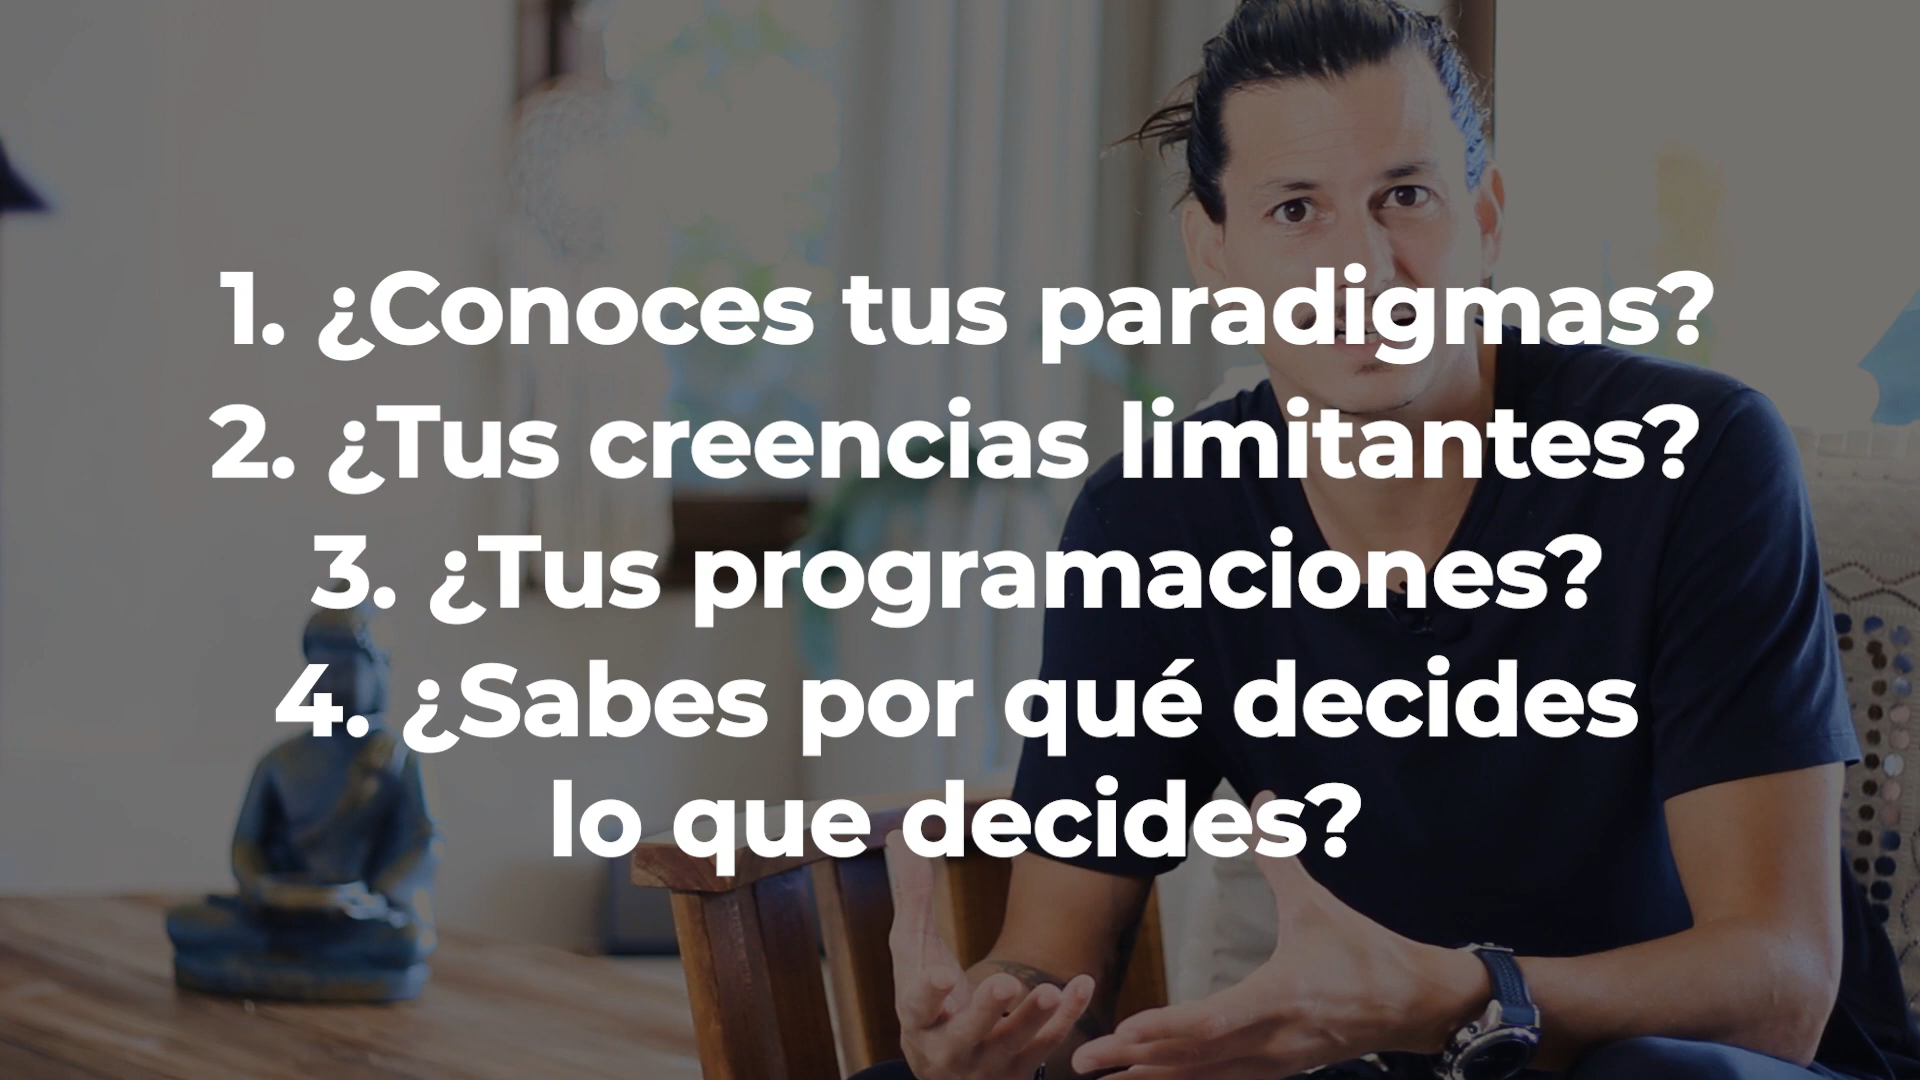 1. ¿Conoces tus paradigmas?
2. ¿Tus creencias limitantes?
3. ¿Tus programaciones?
4. ¿Sabes por qué decides
lo que decides?